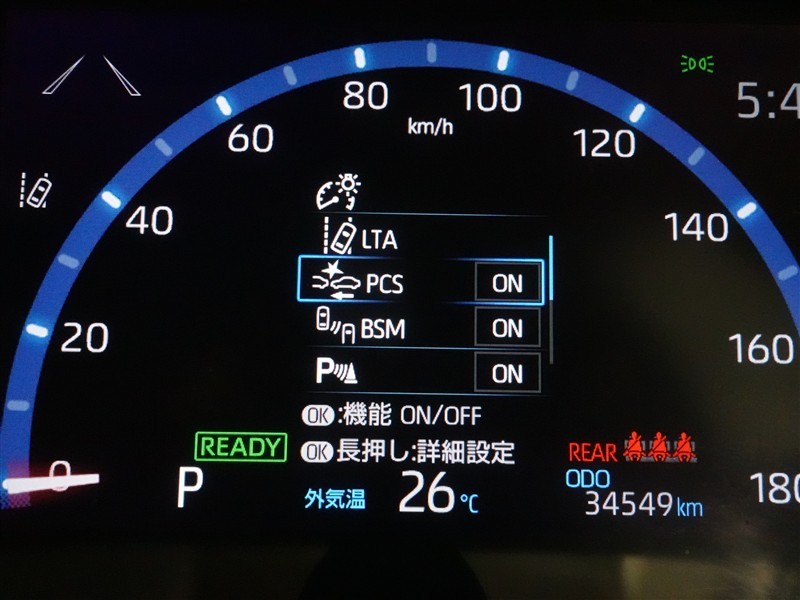 80
100
km/h
5:4
60
120
40
140
LTA
PCS ON
BSM ON
20
160
P ON
OK:機能 ON/OFF
READY
OK長押し:詳細設定
REAR
0
P
外気温 26℃
ODO
34549km
180